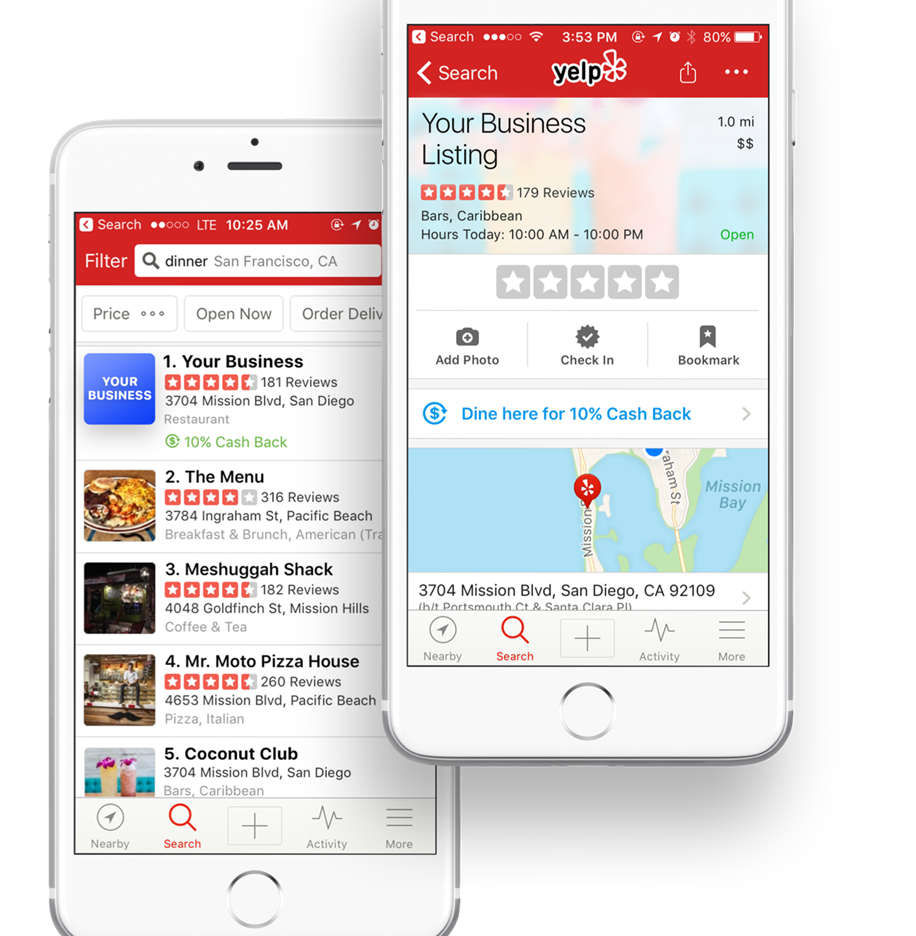 Search LTE 10:25 AM
Filter dinner San Francisco, CA
Price Open Now Order Deliv
YOUR
BUSINESS
1. Your Business
181 Reviews
3704 Mission Blvd, San Diego
Restaurant
$ 10% Cash Back
2. The Menu
316 Reviews
3784 Ingraham St, Pacific Beach
Breakfast & Brunch, American (Tra
3. Meshuggah Shack
182 Reviews
4048 Goldfinch St, Mission Hills
Coffee & Tea
4. Mr. Moto Pizza House
260 Reviews
4653 Mission Blvd, Pacific Beach
Pizza, Italian
5. Coconut Club
3704 Mission Blvd, San Diego
Bars, Caribbean
Nearby Search Activity More
Search 3:53 PM 80%
Search yelp
Your Business
Listing
1.0 mi
$$
179 Reviews
Bars, Caribbean
Hours Today: 10:00 AM - 10:00 PM Open
Add Photo Check In Bookmark
$ Dine here for 10% Cash Back
raham St
Mission
Bay
Mission
3704 Mission Blvd, San Diego, CA 92109
(b/t Portsmouth Ct & Santa Clara Pl)
Nearby Search Activity More